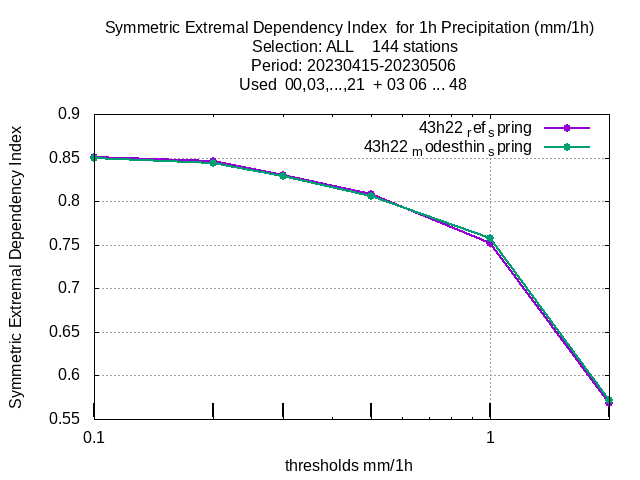 Symmetric Extremal Dependency Index  for 1h Precipitation (mm/1h)
Selection: ALL    144 stations
Period: 20230415-20230506
Used  00,03,...,21  + 03 06 ... 48
43h22 ref spring
43h22 modesthin spring
0.9
0.85
0.8
0.75
0.7
0.65
0.6
0.55
Symmetric Extremal Dependency Index
0.1
1
thresholds mm/1h